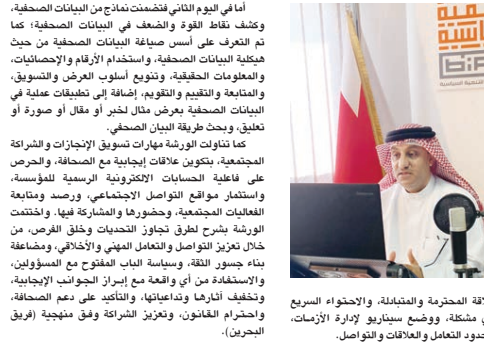 أما في اليوم الثاني فتضمنت نماذج من البيانات الصحفية،
وكشف نقاط القوة والضعف في البيانات الصحفية؛ كما
تم التعرف على أسس صياغة البيانات الصحفية من حيث
هيكلية البيانات الصحفية، واستخدام الأرقام والإحصائيات،
والمعلومات الحقيقية، وتنويع أسلوب العرض والتسويق،
والمتابعة والتقييم والتقويم، إضافة إلى تطبيقات عملية في
البيانات الصحفية بعرض مثال لخبر أو مقال أو صورة أو
تعليق، وبحث طريقة البيان الصحفي.
كما تناولت الورشة مهارات تسويق الإنجازات والشراكة
المجتمعية، بتكوين علاقات إيجابية مع الصحافة، والحرص
على فاعلية الحسابات الالكترونية الرسمية للمؤسسة،
واستثمار مواقع التواصل الاجتماعي، ورصد ومتابعة
الفعاليات المجتمعية، وحضورها والمشاركة فيها. واختتمت
الورشة بشرح لطرق تجاوز التحديات وخلق الفرص، من
خلال تعزيز التواصل والتعامل المهني والأخلاقي، ومضاعفة
بناء جسور الثقة، وسياسة الباب المفتوح مع المسؤولين،
والاستفادة من أي واقعة مع إبراز الجوانب الإيجابية،
وتخفيف آثارها وتداعياتها، والتأكيد على دعم الصحافة،
واحترام القانون، وتعزيز الشراكة وفق منهجية (فريق
البحرين).
لاقة المحترمة والمتبادلة، والاحتواء السريع
ي مشكلة، ووضع سيناريو لإدارة الأزمات،
حدود التعامل والعلاقات والتواصل.